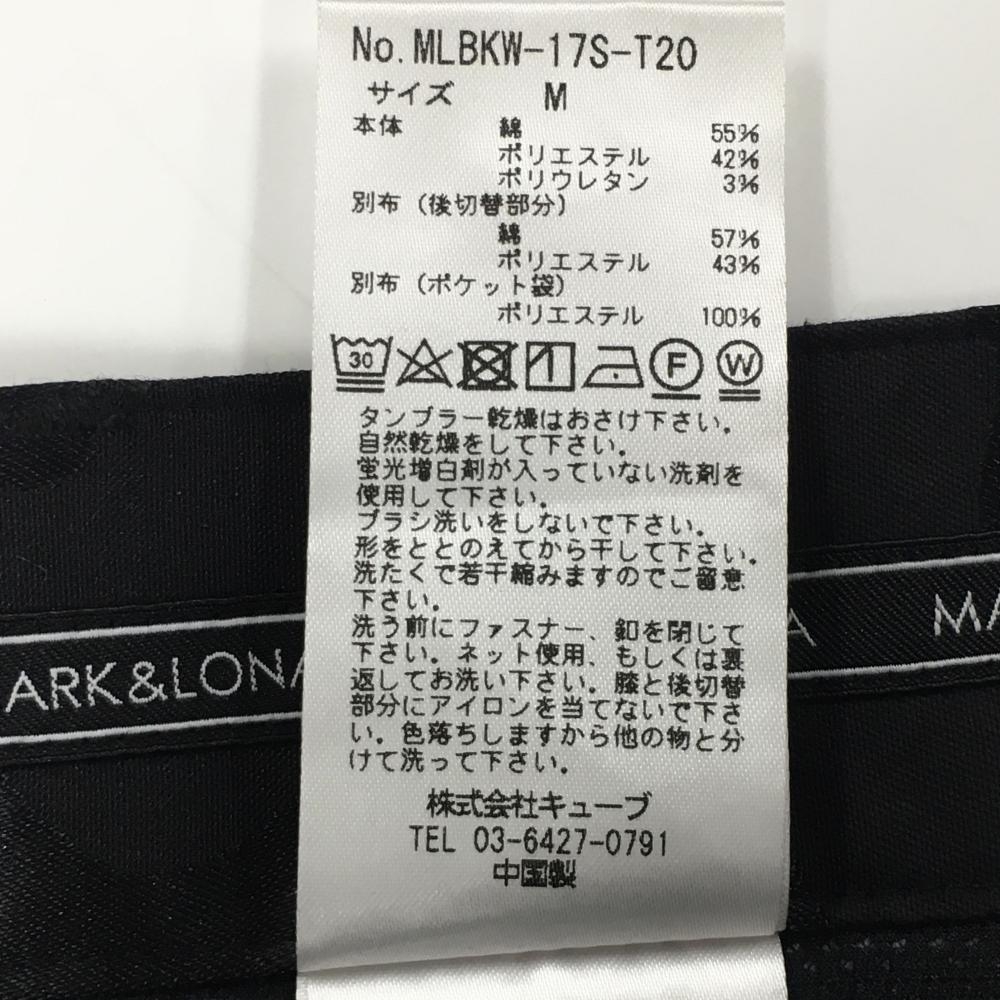 No. MLBKW-17S-T20
サイズ M
本体 綿 55%
ポリエステル 42%
ポリウレタン 3%
別布（後切替部分）
綿 57%
ポリエステル 43%
別布（ポケット袋）
ポリエステル 100%
30 F W
タンブラー乾燥はおさけ下さい。
自然乾燥をして下さい。
蛍光増白剤が入っていない洗剤を
使用して下さい。
ブラシ洗いをしないで下さい。
形をととのえてから干して下さい。
洗たくで若干縮みますのでご留意
下さい。
洗う前にファスナー、釦を閉じて
下さい。ネット使用、もしくは裏
返してお洗い下さい。膝と後切替
部分にアイロンを当てないで下さ
い。色落ちしますから他の物と分
けて洗って下さい。
株式会社キューブ
TEL 03-6427-0791
中国製
ARK&LONA
A MA